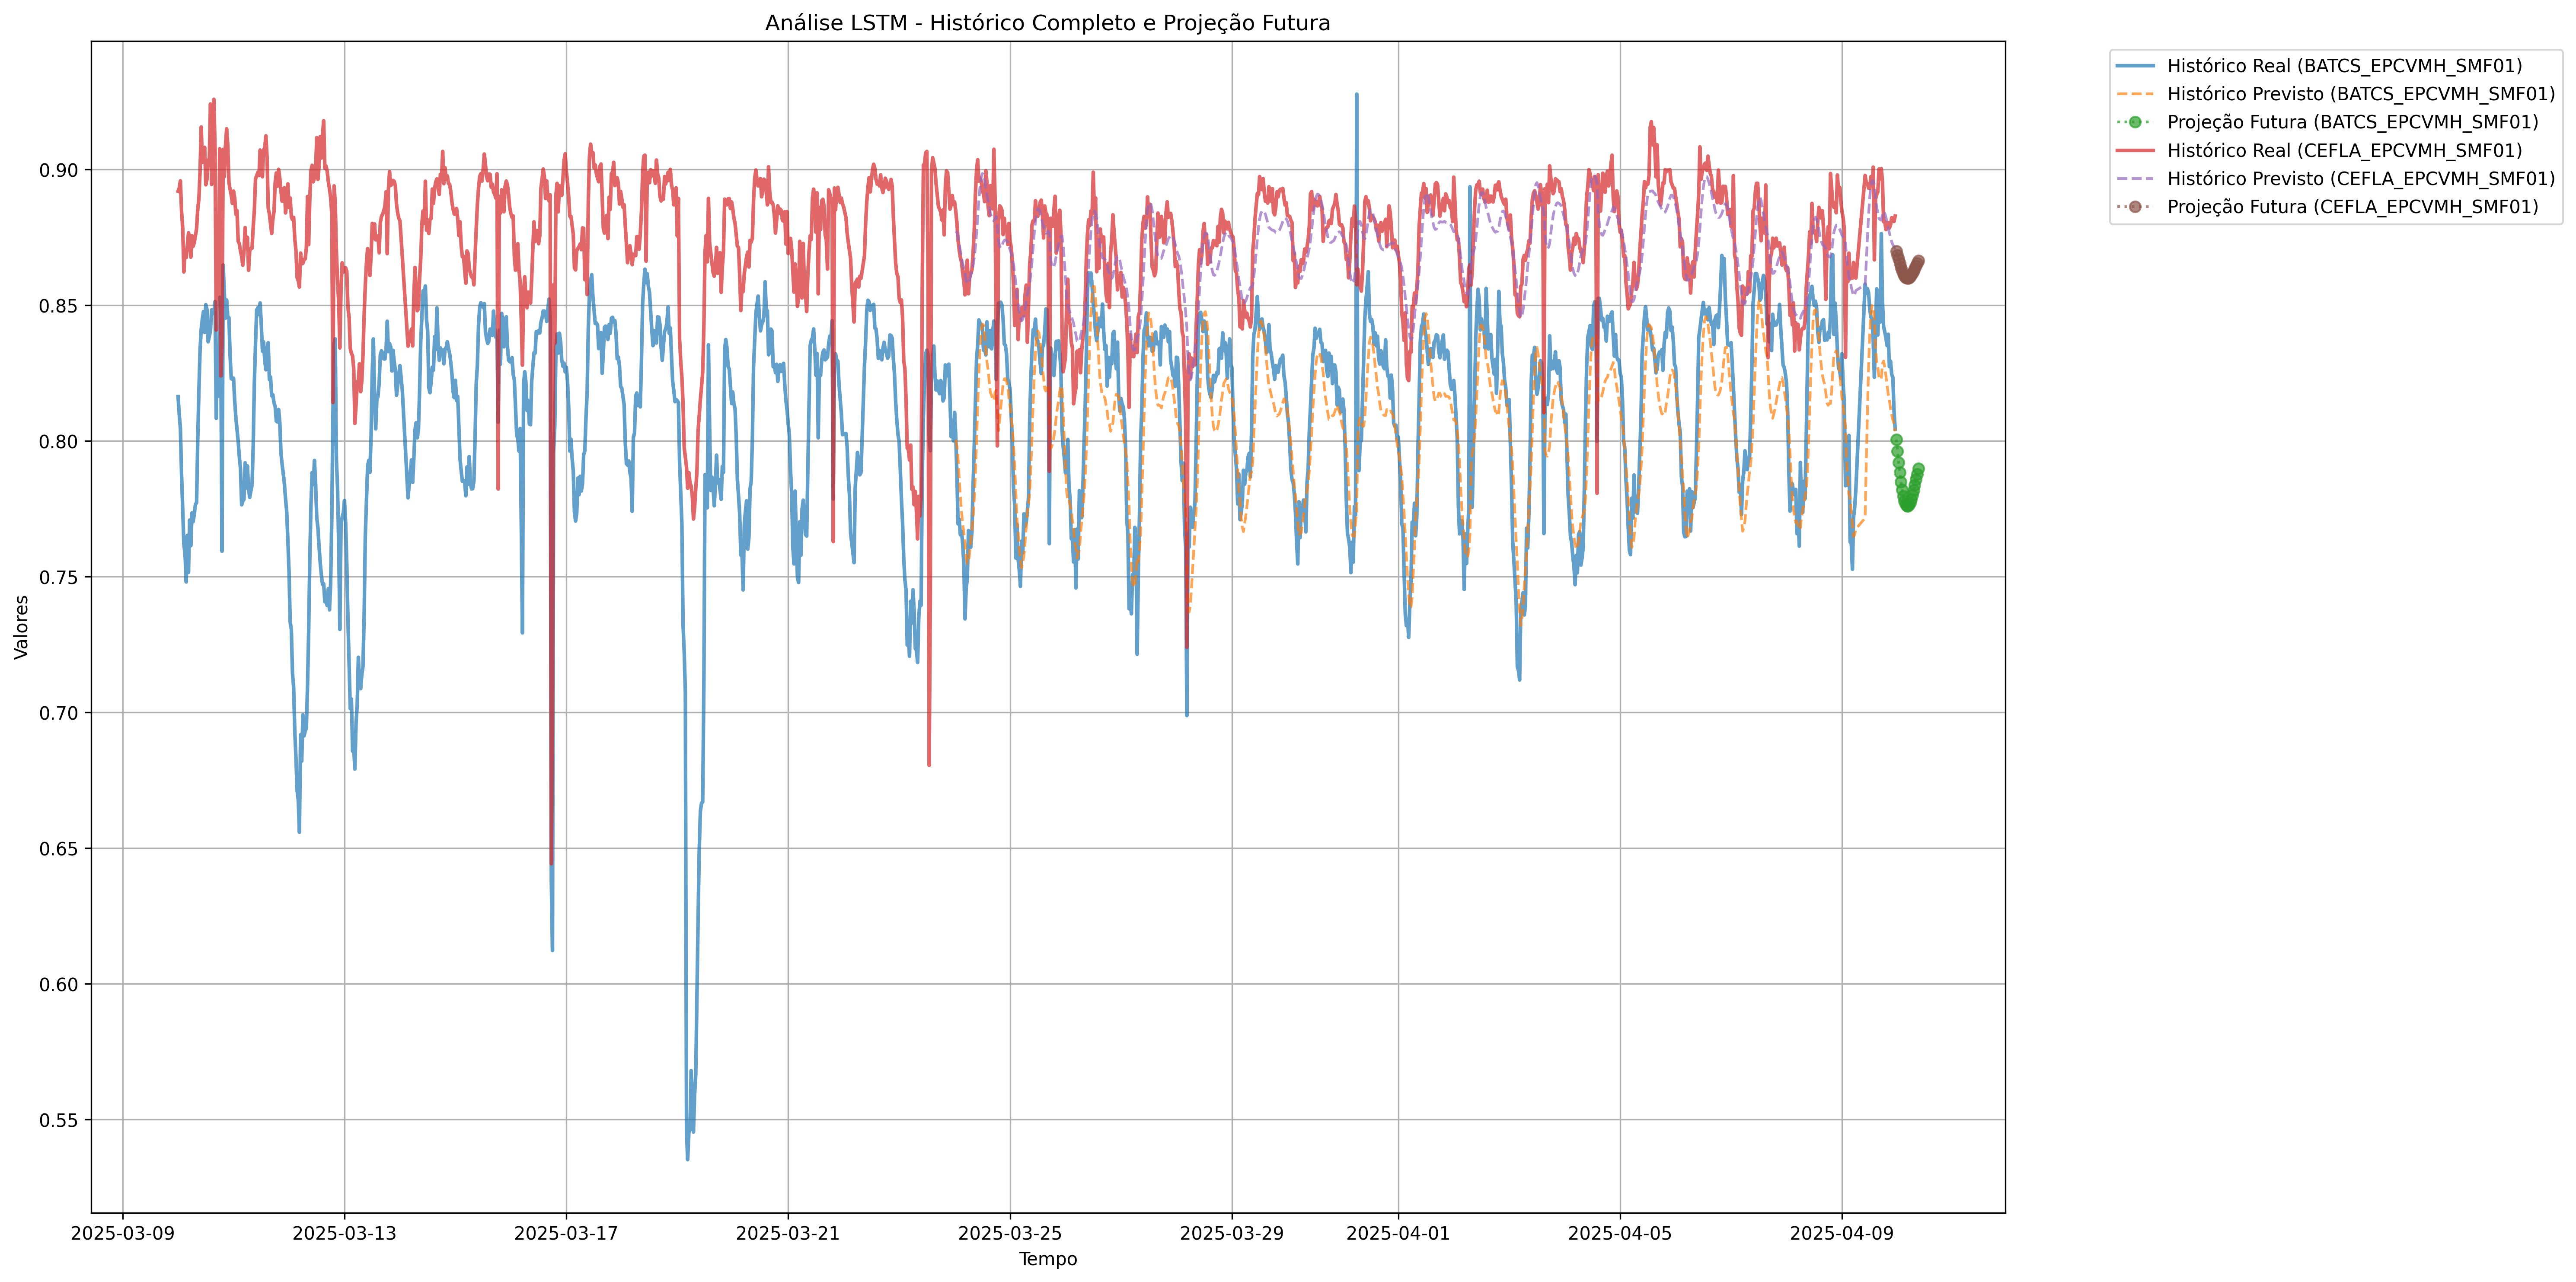 Análise LSTM - Histórico Completo e Projeção Futura
Histórico Real (BATCS_EPCVMH_SMF01)
Histórico Previsto (BATCS_EPCVMH_SMF01)
Projeção Futura (BATCS_EPCVMH_SMF01)
Histórico Real (CEFLA_EPCVMH_SMF01)
Histórico Previsto (CEFLA_EPCVMH_SMF01)
Projeção Futura (CEFLA_EPCVMH_SMF01)
Valores
0.90
0.85
0.80
0.75
0.70
0.65
0.60
0.55
2025-03-09 2025-03-13 2025-03-17 2025-03-21 2025-03-25 2025-03-29 2025-04-01 2025-04-05 2025-04-09
Tempo